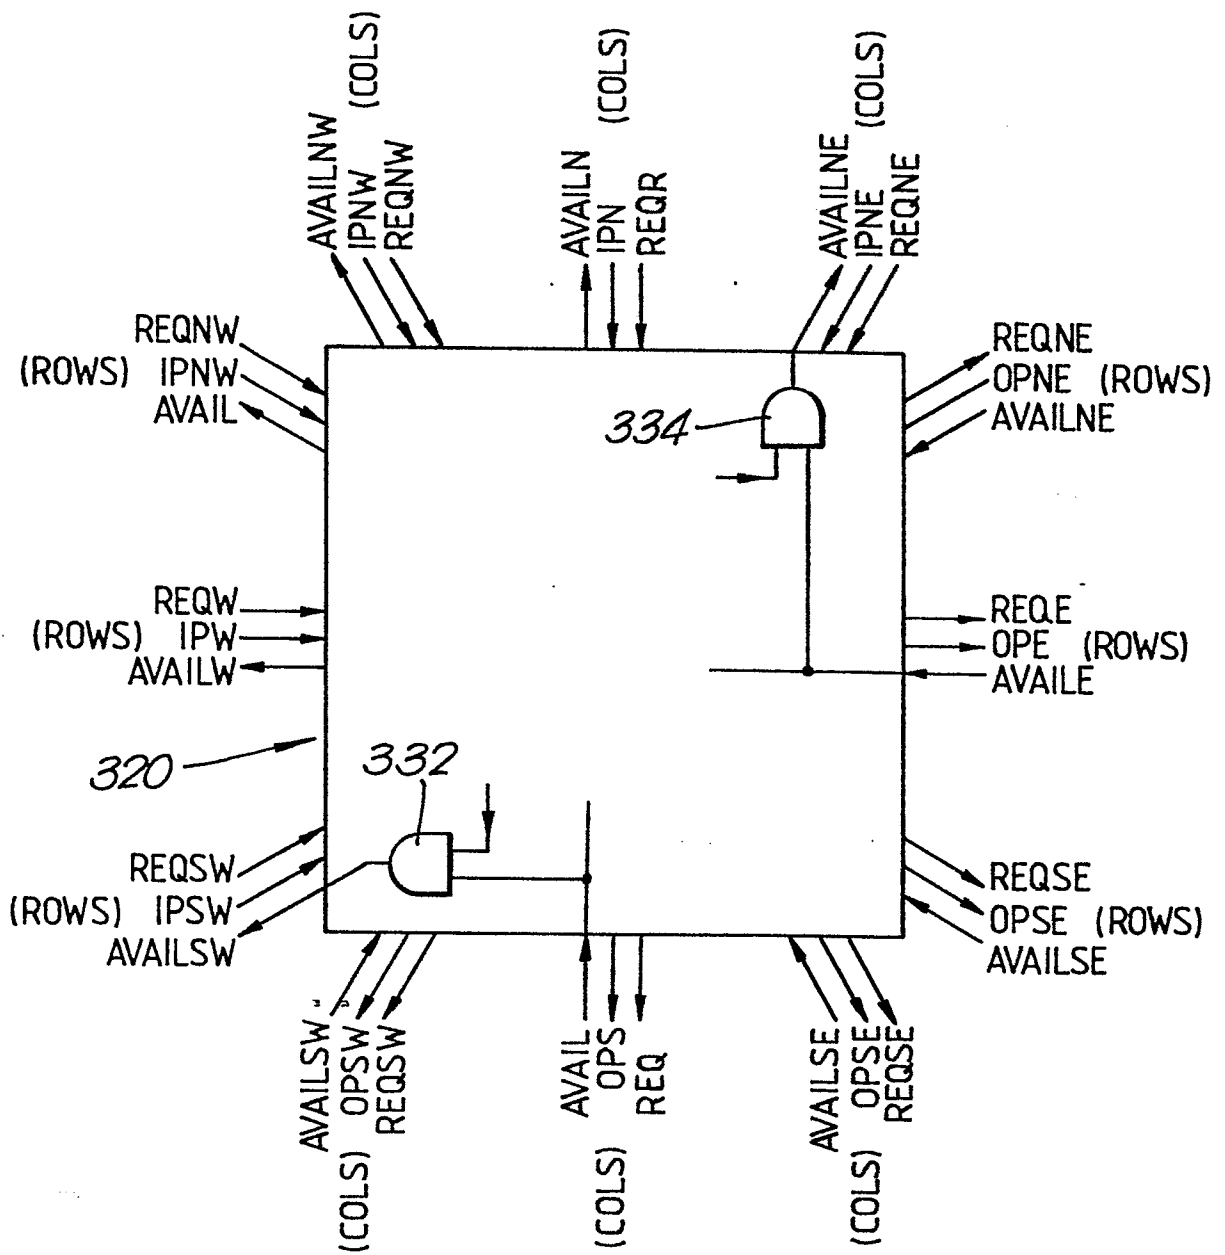 AVAILNW
IPNW (COLS)
REQNW
AVAILN
IPN (COLS)
REQR
AVAILNE
IPNE (COLS)
REQNE
REQNW
(ROWS) IPNW
AVAIL
REQNE
OPNE (ROWS)
AVAILNE
334
REQW
(ROWS) IPW
AVAILW
REQE
OPE (ROWS)
AVAILE
320
332
REQSW
(ROWS) IPSW
AVAILSW
REQSE
OPSE (ROWS)
AVAILSE
AVAILSW
(COLS) OPSW
REQSW
AVAIL
(COLS) OPS
REQ
AVAILSE
(COLS) OPSE
REQSE